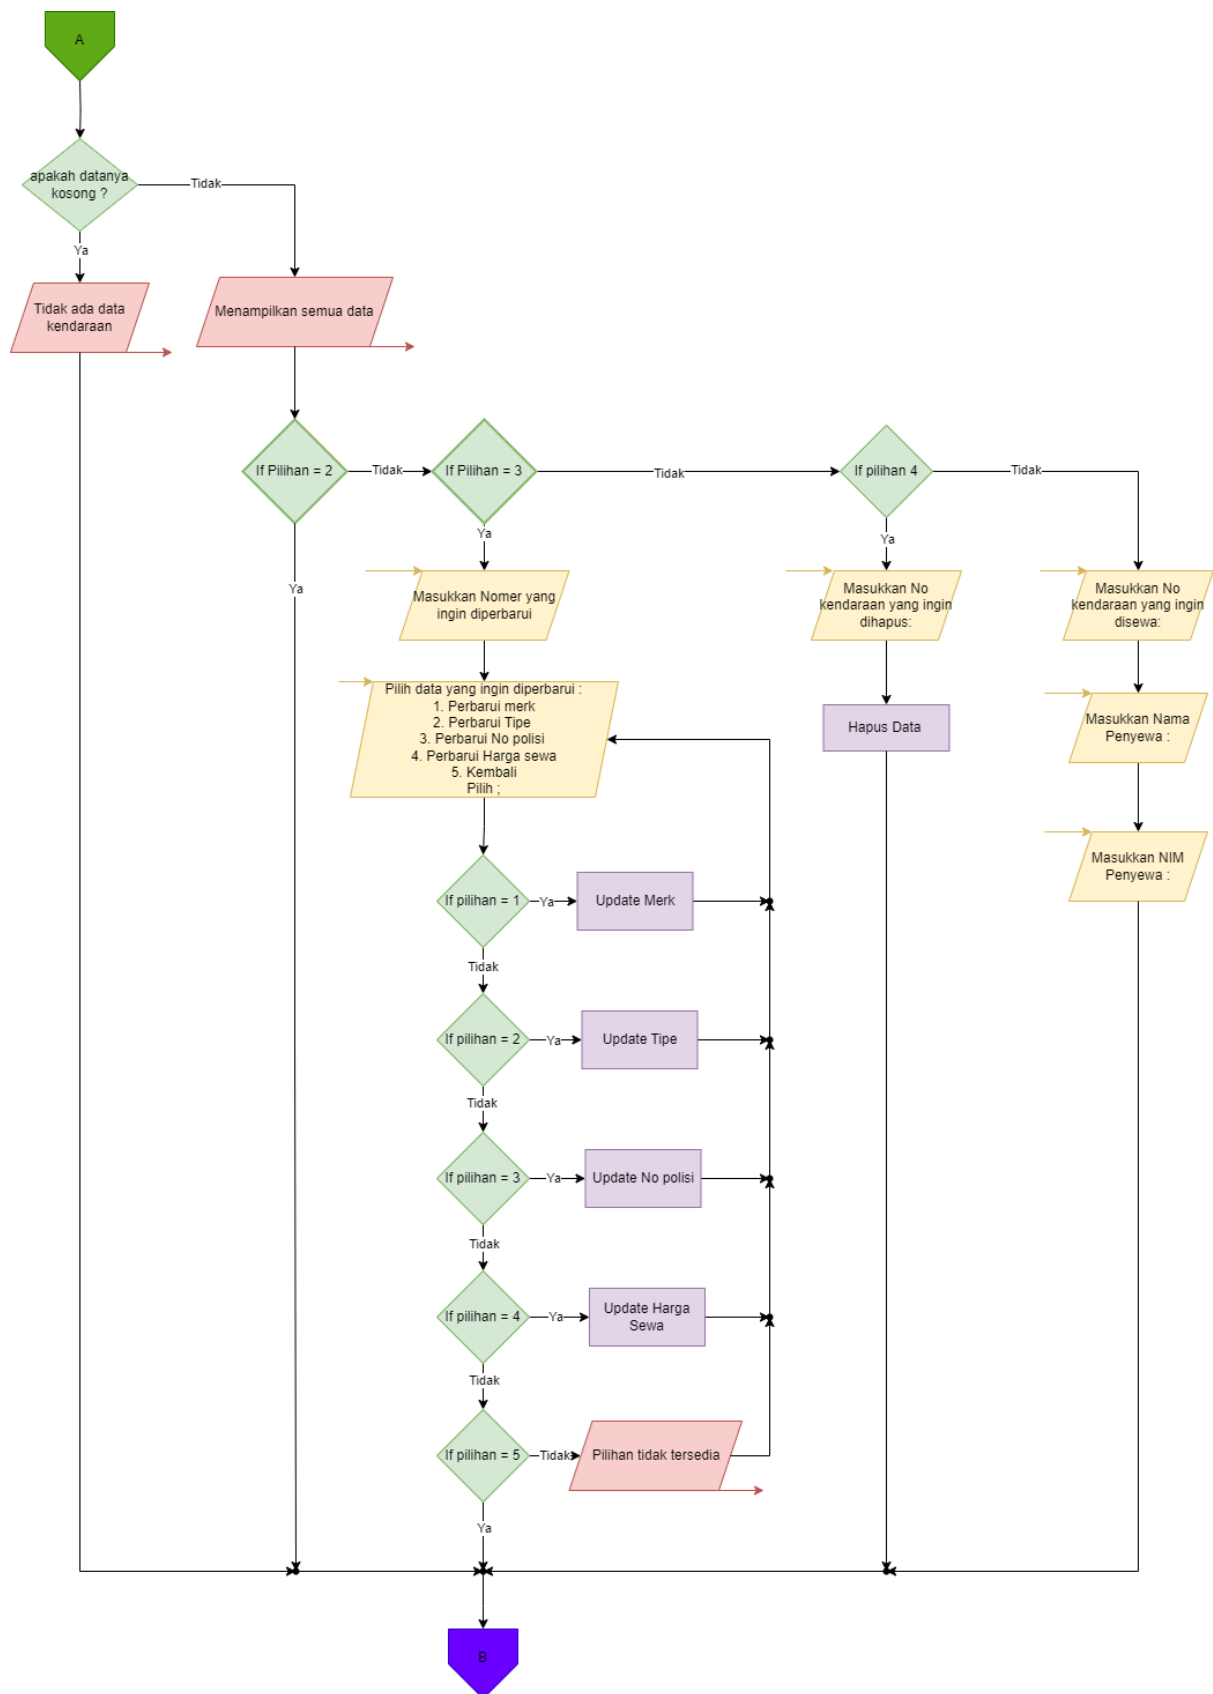 A
apakah datanya
kosong ?
Tidak
Ya
Tidak ada data
kendaraan
Menampilkan semua data
If Pilihan = 2
Tidak
If Pilihan = 3
Tidak
If pilihan 4
Tidak
Ya
Ya
Ya
Masukkan Nomer yang
ingin diperbarui
Masukkan No
kendaraan yang ingin
dihapus:
Masukkan No
kendaraan yang ingin
disewa:
Pilih data yang ingin diperbarui :
1. Perbarui merk
2. Perbarui Tipe
3. Perbarui No polisi
4. Perbarui Harga sewa
5. Kembali
Pilih ;
Hapus Data
Masukkan Nama
Penyewa :
Masukkan NIM
Penyewa :
If pilihan = 1
Ya
Update Merk
Tidak
If pilihan = 2
Ya
Update Tipe
Tidak
If pilihan = 3
Ya
Update No polisi
Tidak
If pilihan = 4
Ya
Update Harga
Sewa
Tidak
If pilihan = 5
Tidak
Pilihan tidak tersedia
Ya
B